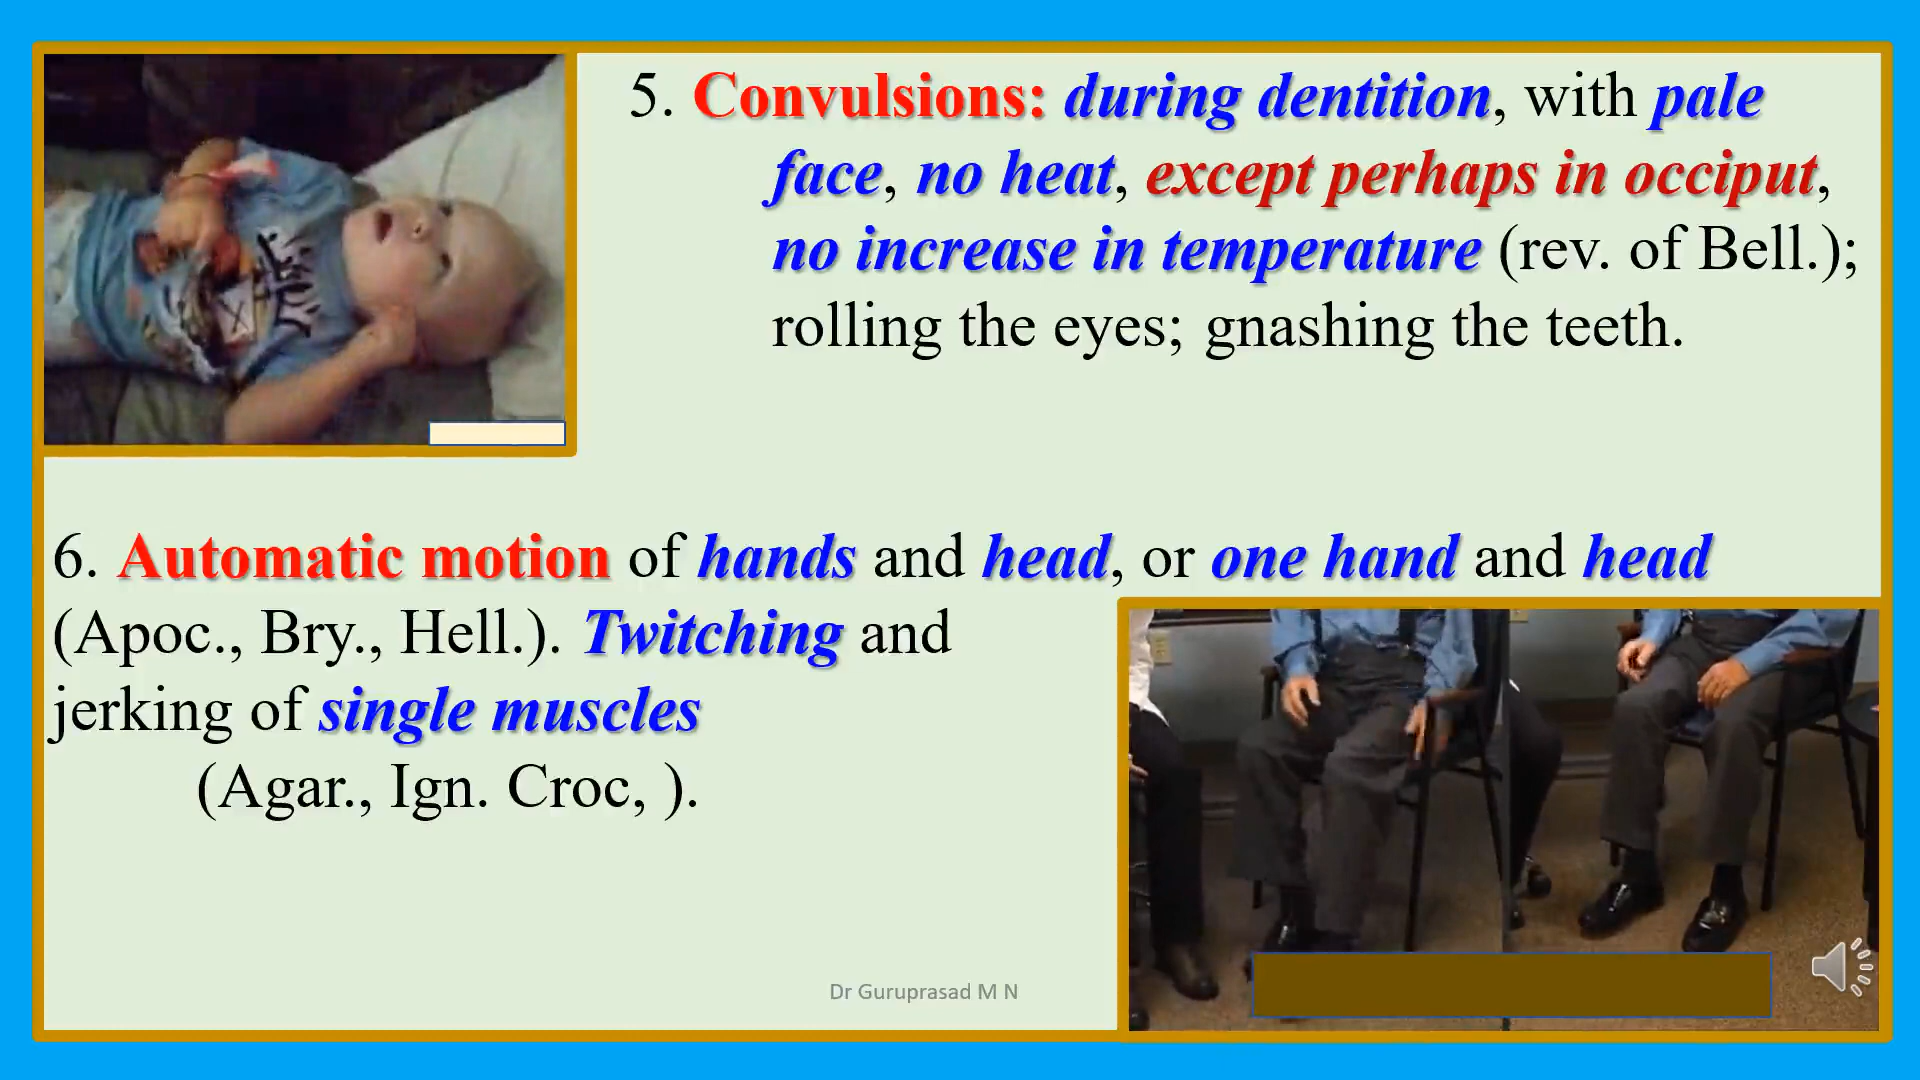 5. Convulsions: during dentition, with pale
face, no heat, except perhaps in occiput,
no increase in temperature (rev. of Bell.);
rolling the eyes; gnashing the teeth.
6. Automatic motion of hands and head, or one hand and head
(Apoc., Bry., Hell.). Twitching and
jerking of single muscles
(Agar., Ign. Croc, ).
Dr Guruprasad M N